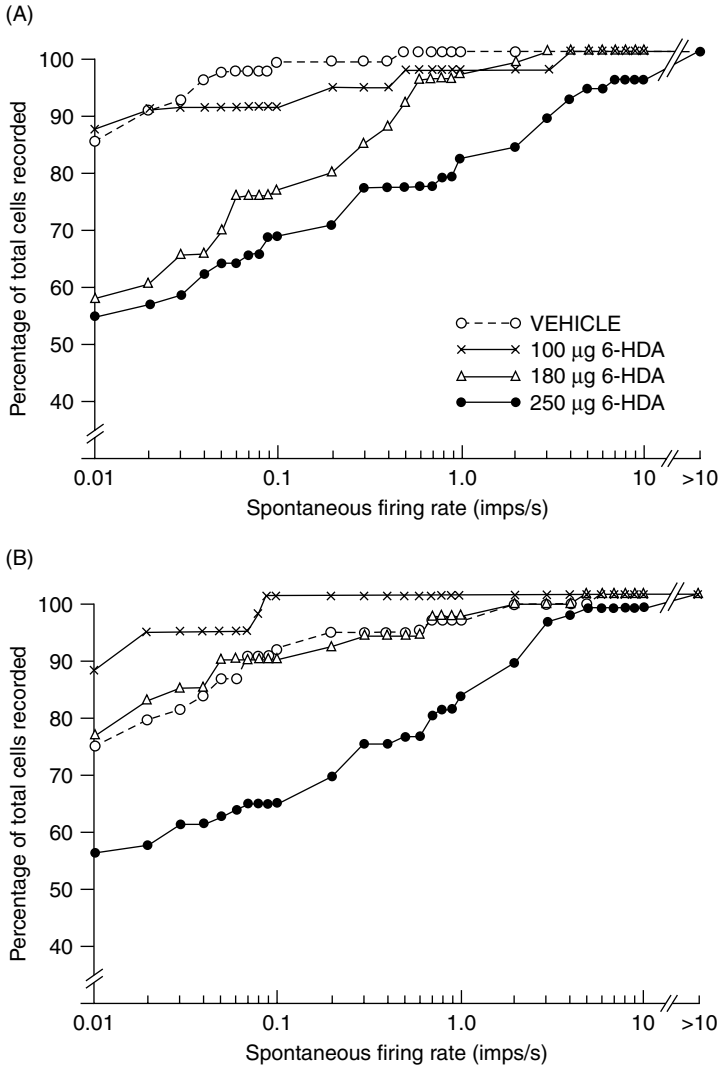 (A)
Percentage of total cells recorded
100
90
80
70
60
50
40
VEHICLE
100 µg 6-HDA
180 µg 6-HDA
250 µg 6-HDA
0.01 0.1 1.0 10 >10
Spontaneous firing rate (imps/s)
(B)
Percentage of total cells recorded
100
90
80
70
60
50
40
0.01 0.1 1.0 10 >10
Spontaneous firing rate (imps/s)